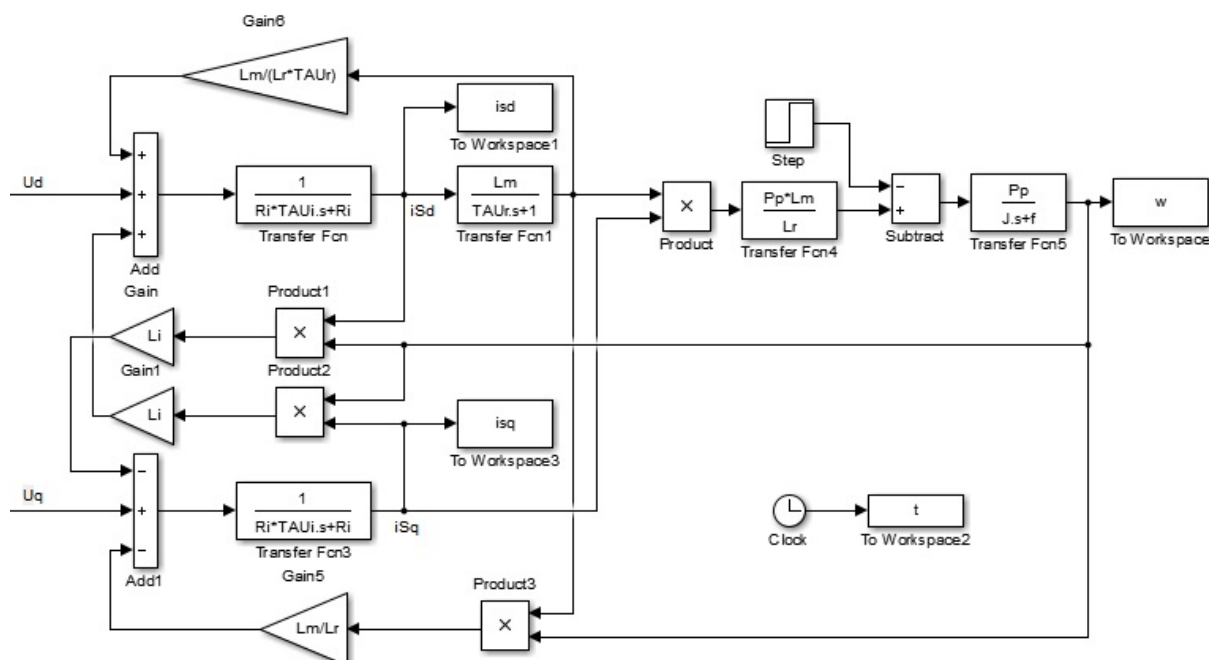 Gain6
Lm/(Lr*TAUr)
isd
To Workspace1
Step
+
Ud
+
+
Add
1
Ri*TAUi.s+Ri
Transfer Fcn
iSd
Lm
TAUr.s+1
Transfer Fcn1
×
Product
Pp*Lm
Lr
Transfer Fcn4
−
+
Subtract
Pp
J.s+f
Transfer Fcn5
w
To Workspace
Gain
Product1
Li
×
Gain1
Product2
Li
×
isq
To Workspace3
−
Uq
+
−
Add1
1
Ri*TAUi.s+Ri
Transfer Fcn3
iSq
Clock
t
To Workspace2
Gain5
Lm/Lr
Product3
×